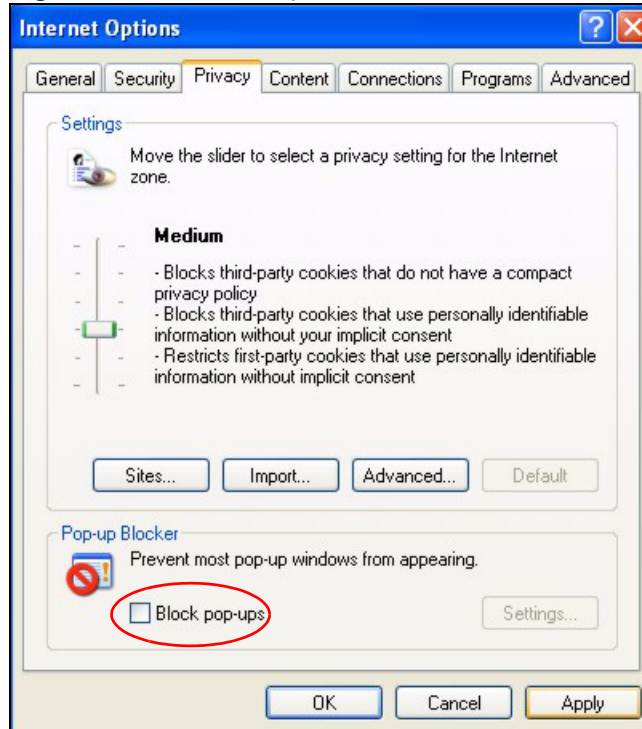 Internet Options
General Security Privacy Content Connections Programs Advanced
Settings
Move the slider to select a privacy setting for the Internet
zone.
Medium
- Blocks third-party cookies that do not have a compact
privacy policy
- Blocks third-party cookies that use personally identifiable
information without your implicit consent
- Restricts first-party cookies that use personally identifiable
information without implicit consent
Sites... Import... Advanced... Default
Pop-up Blocker
Prevent most pop-up windows from appearing.
Block pop-ups Settings...
OK Cancel Apply